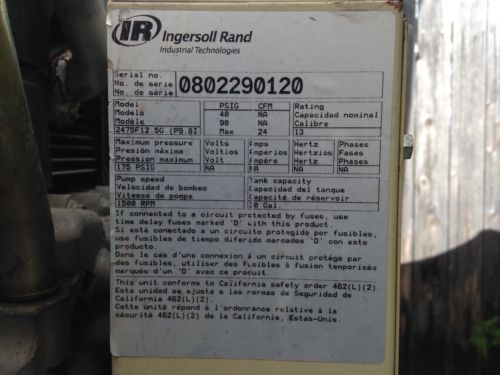 IR Ingersoll Rand
Industrial Technologies
Serial no.
No. de serie
No. de série
0802290120
Model PSIG CFM Rating
Modelo 40 NA Capacidad nominal
Modèle 90 NA Calibre
2475F12.5G (P9.8I Max 24 13
Maximum pressure Volts Amps Hertz Phases
Presión máxima Voltios Amperios Hertzios Fases
Pression maximum Volt Ampère Hertz Phases
175 PSIG NA NA NA NA
Pump speed Tank capacity
Velocidad de bombeo Capacidad del tanque
Vitesse de pompe Capacité de réservoir
1500 RPM 0 Gal.
If connected to a circuit protected by fuses, use
time delay fuses marked 'D' with this product.
Si está conectado a un circuito protegido por fusibles,
use fusibles de tiempo diferido marcados 'D' con este
producto.
Dans le cas d'une connexion à un circuit protégé par
des fusibles, utiliser des fusibles à fusion temporisés
marqués d'un 'D' avec ce produit.
This unit conforms to California safety order 462(L)(2).
Esta unidad se ajusta a las normas de Seguridad de
California 462(L)(2).
Cette unité répond à l'ordonnance relative à la
sécurité 462(L)(2) de la Californie, Estas-Unis.